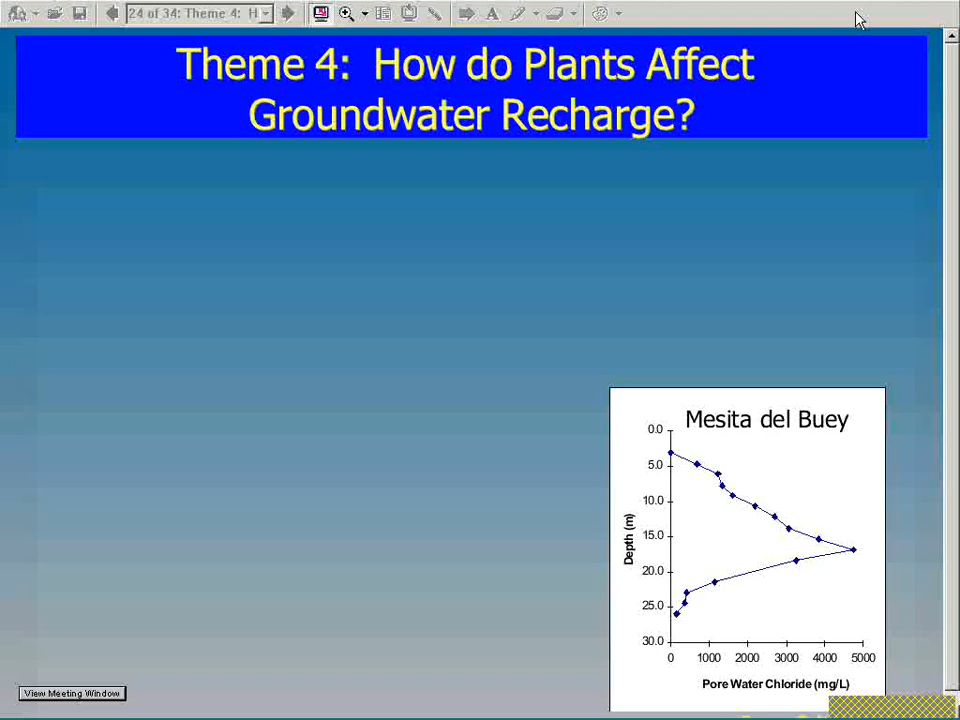 24 of 34: Theme 4: H
Theme 4: How do Plants Affect
Groundwater Recharge?
Mesita del Buey
0.0
5.0
10.0
15.0
20.0
25.0
30.0
Depth (m)
0 1000 2000 3000 4000 5000
Pore Water Chloride (mg/L)
View Meeting Window